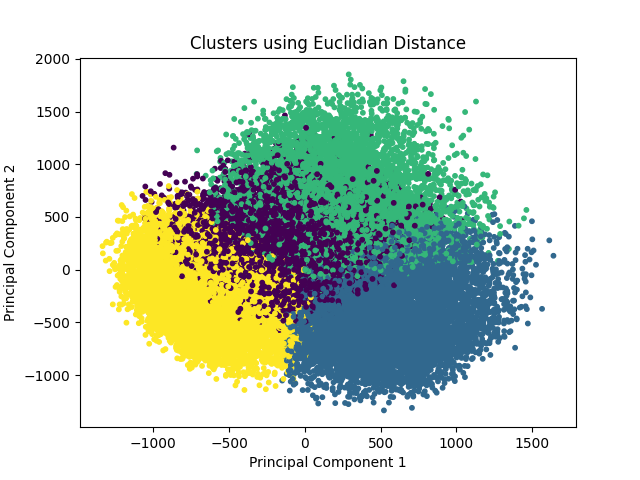 Clusters using Euclidian Distance
2000
1500
1000
500
0
−500
−1000
Principal Component 2
−1000 −500 0 500 1000 1500
Principal Component 1